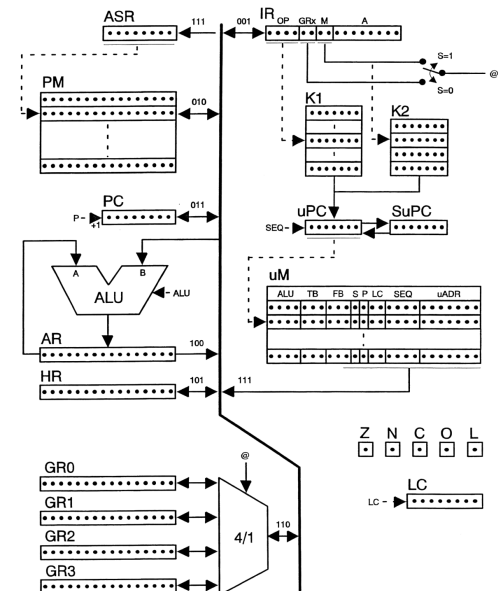 ASR
111
001
IR
OP GRx M A
S=1
@
S=0
PM
010
K1
K2
PC
011
P
+1
uPC
SuPC
SEQ
A
B
ALU
ALU
uM
ALU TB FB S P LC SEQ uADR
AR
100
HR
101
111
Z N C O L
@
GR0
LC
LC
GR1
4/1
110
GR2
GR3